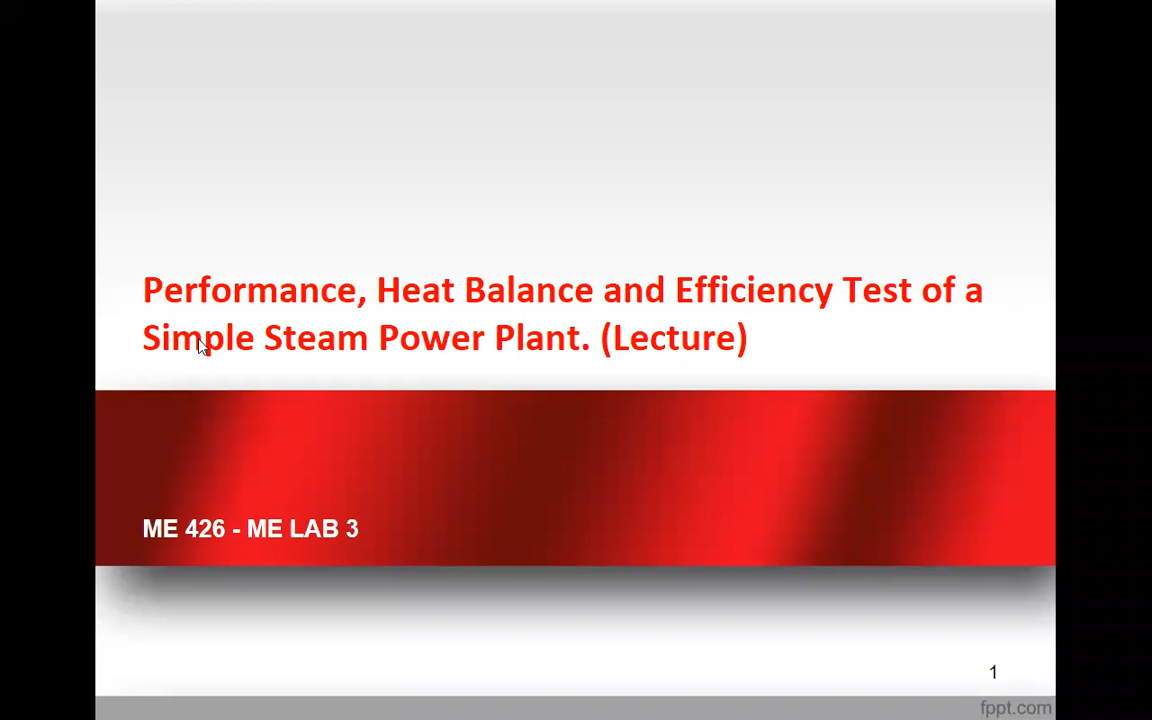 Performance, Heat Balance and Efficiency Test of a
Simple Steam Power Plant. (Lecture)
ME 426 - ME LAB 3
1
fppt.com